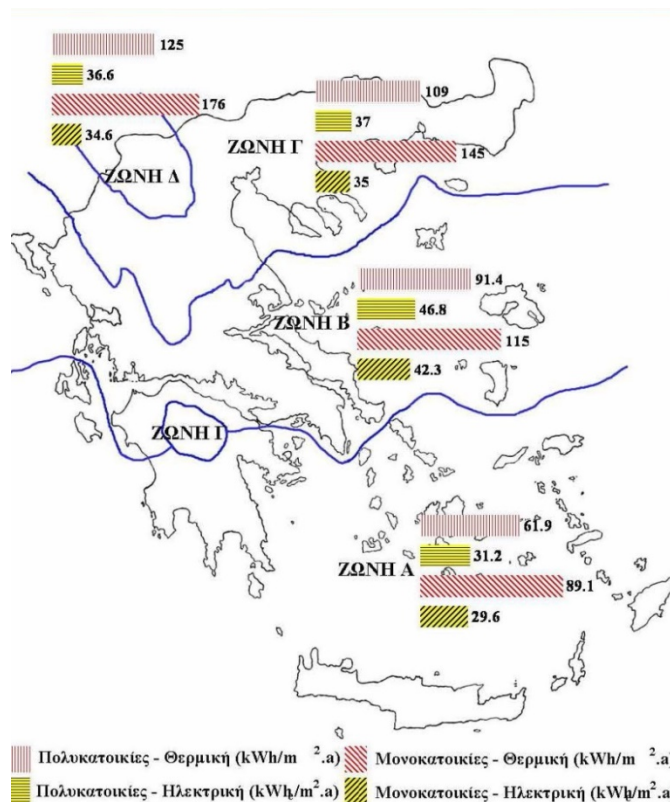 125
36.6
176
34.6
109
37
145
35
ΖΩΝΗ Γ
ΖΩΝΗ Δ
91.4
46.8
115
42.3
ΖΩΝΗ Β
ΖΩΝΗ Γ
61.9
31.2
89.1
29.6
ΖΩΝΗ Α
Πολυκατοικίες - Θερμική (kWh/m².a)
Μονοκατοικίες - Θερμική (kWh/m².a)
Πολυκατοικίες - Ηλεκτρική (kWhe/m².a)
Μονοκατοικίες - Ηλεκτρική (kWhe/m².a)